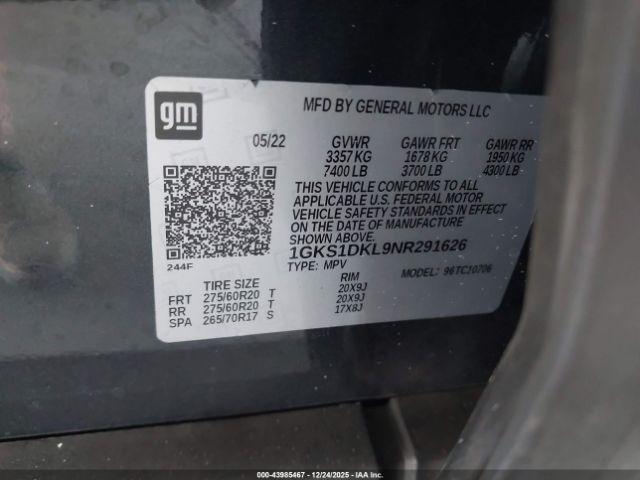 gm
MFD BY GENERAL MOTORS LLC
05/22 GVWR GAWR FRT GAWR RR
3357 KG 1678 KG 1950 KG
7400 LB 3700 LB 4300 LB
THIS VEHICLE CONFORMS TO ALL
APPLICABLE U.S. FEDERAL MOTOR
VEHICLE SAFETY STANDARDS IN EFFECT
ON THE DATE OF MANUFACTURE
1GKS1DKL9NR291626
244F
TYPE: MPV MODEL: 96TC10706
TIRE SIZE RIM
FRT 275/60R20 T 20X9J
RR 275/60R20 T 20X9J
SPA 265/70R17 S 17X8J
000-43985467 - 12/24/2025 - IAAI, Inc.